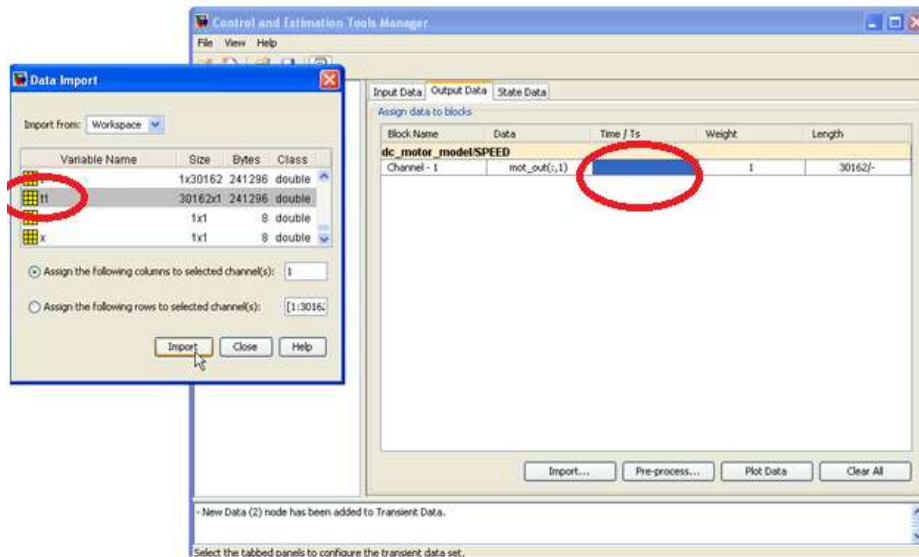 Control and Estimation Tools Manager
File View Help
Data Import
Import from: Workspace
Variable Name Size Bytes Class
1x30162 241296 double
t1 30162x1 241296 double
1x1 8 double
x 1x1 8 double
Assign the following columns to selected channel(s): 1
Assign the following rows to selected channel(s): [1:3016
Import Close Help
Input Data Output Data State Data
Assign data to blocks
Block Name Data Time / Ts Weight Length
dc_motor_model/SPEED
Channel - 1 mot_out(:,1) 1 30162/-
Import... Pre-process... Plot Data Clear All
- New Data (2) node has been added to Transient Data.
Select the tabbed panels to configure the transient data set.